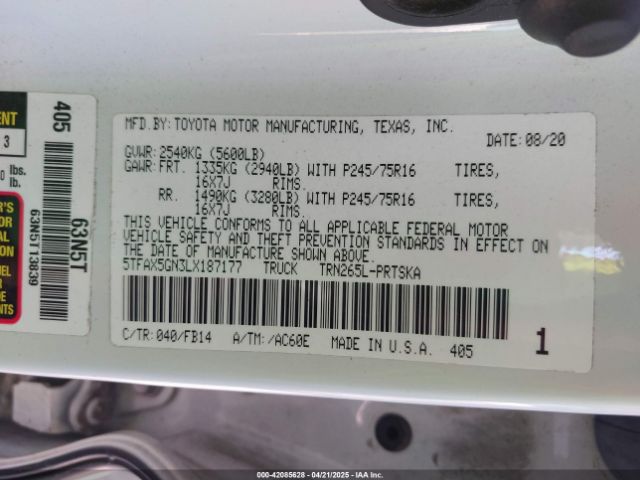 405
63N5T
63N5T13839
ENT
3
lbs.
lb.
MFD.BY:TOYOTA MOTOR MANUFACTURING, TEXAS, INC.
DATE:08/20
GVWR:2540KG (5600LB)
GAWR:FRT. 1335KG (2940LB) WITH P245/75R16 TIRES,
16X7J RIMS.
RR. 1490KG (3280LB) WITH P245/75R16 TIRES,
16X7J RIMS.
THIS VEHICLE CONFORMS TO ALL APPLICABLE FEDERAL MOTOR
VEHICLE SAFETY AND THEFT PREVENTION STANDARDS IN EFFECT ON
THE DATE OF MANUFACTURE SHOWN ABOVE.
5TFAX5GN3LX187177 TRUCK TRN265L-PRTSKA
C/TR:040/FB14 A/TM:/AC60E MADE IN U.S.A. 405 1
000-42085628 - 04/21/2025 - IAA Inc.